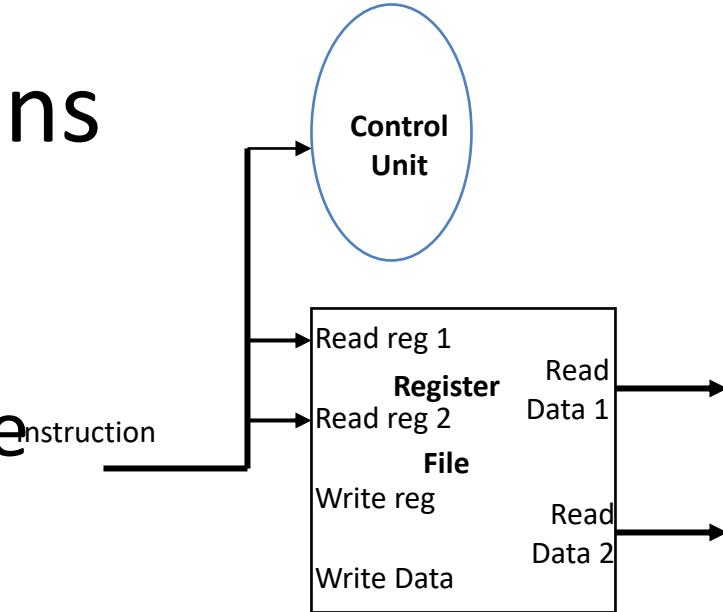 ns
Control
Unit
Read reg 1
Register
Read
Data 1
e
nstruction
Read reg 2
File
Write reg
Read
Data 2
Write Data